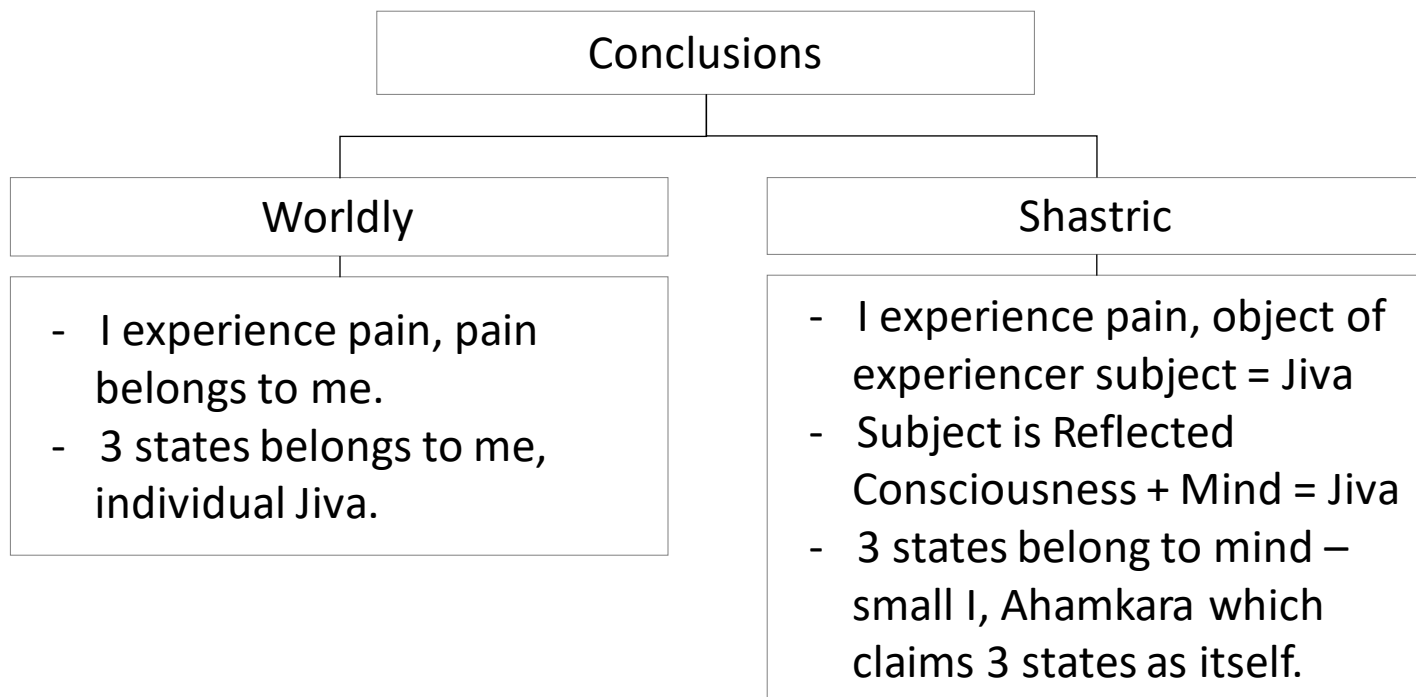 Conclusions
Worldly
- I experience pain, pain
belongs to me.
- 3 states belongs to me,
individual Jiva.
Shastric
- I experience pain, object of
experiencer subject = Jiva
- Subject is Reflected
Consciousness + Mind = Jiva
- 3 states belong to mind –
small I, Ahamkara which
claims 3 states as itself.